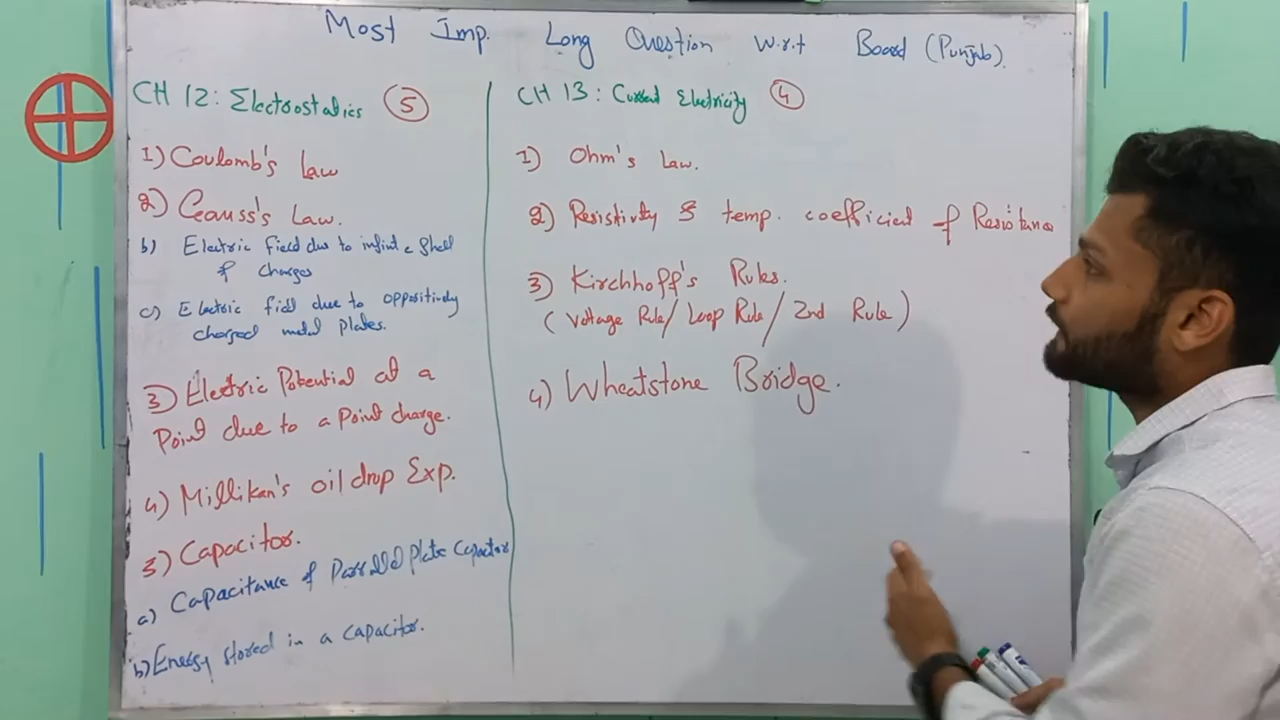 Most Imp. Long Question w.r.t Board (Punjab).
CH 12: Electrostatics 5
1) Coulomb's Law
2) Gauss's Law.
b) Electric field due to infinite shell
of charges
c) Electric field due to oppositively
charged metal plates.
3) Electric Potential at a
Point due to a Point charge.
4) Millikan's oil drop Exp.
5) Capacitor.
a) Capacitance of Parallel Plate Capacitor
b) Energy stored in a capacitor.
CH 13: Current Electricity 4
1) Ohm's Law.
2) Resistivity & temp. coefficient of Resistance
3) Kirchhoff's Rules.
(Voltage Rule/ Loop Rule/ 2nd Rule)
4) Wheatstone Bridge.